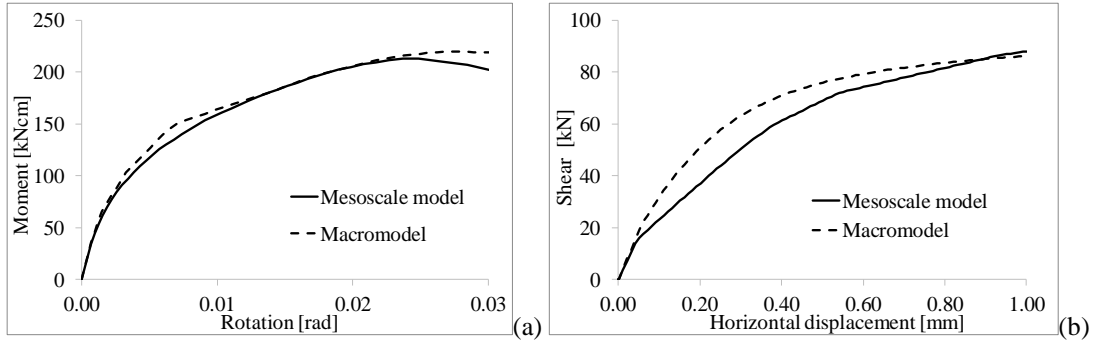 250
200
150
100
50
0
Moment [kNcm]
Mesoscale model
Macromodel
0.00
0.01
0.02
0.03
Rotation [rad]
(a)
100
80
60
40
20
0
Shear [kN]
Mesoscale model
Macromodel
0.00
0.20
0.40
0.60
0.80
1.00
Horizontal displacement [mm]
(b)